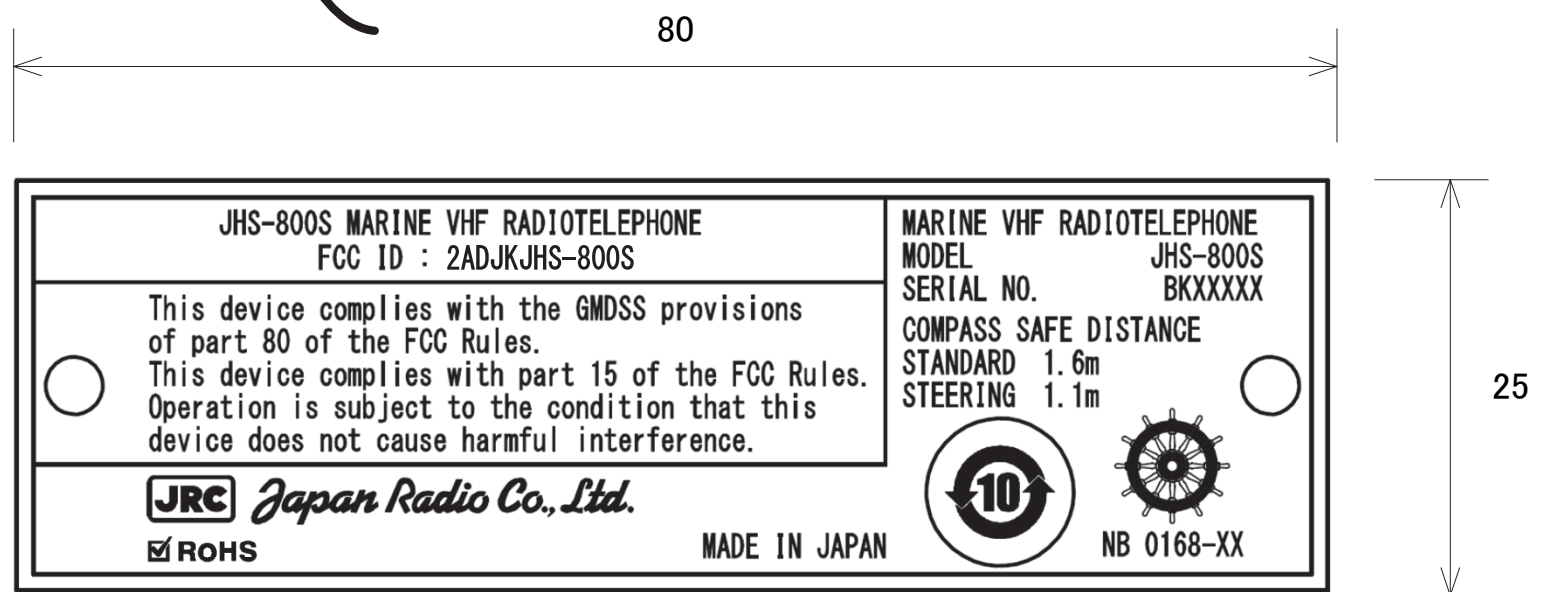 80
JHS-800S MARINE VHF RADIOTELEPHONE
FCC ID : 2ADJKJHS-800S
This device complies with the GMDSS provisions
of part 80 of the FCC Rules.
This device complies with part 15 of the FCC Rules.
Operation is subject to the condition that this
device does not cause harmful interference.
JRC Japan Radio Co., Ltd.
ROHS
MADE IN JAPAN
MARINE VHF RADIOTELEPHONE
MODEL JHS-800S
SERIAL NO. BKXXXXX
COMPASS SAFE DISTANCE
STANDARD 1.6m
STEERING 1.1m
10
NB 0168-XX
25